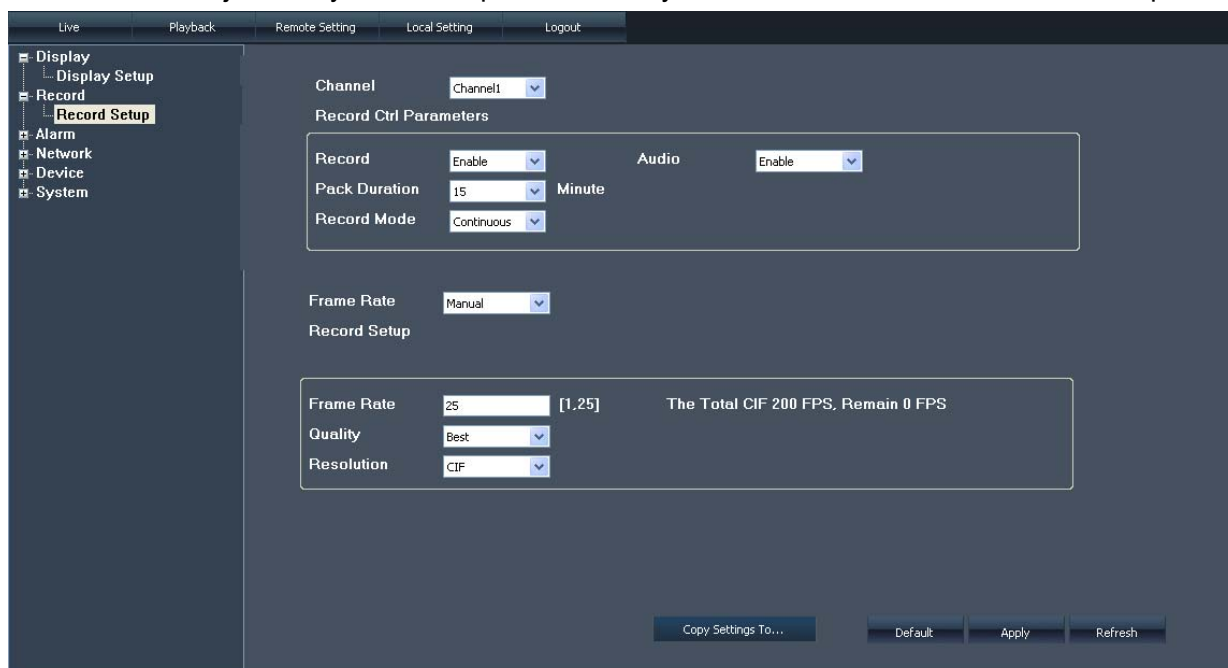 Live Playback Remote Setting Local Setting Logout
Display
Display Setup
Record
Record Setup
Alarm
Network
Device
System
Channel Channel1
Record Ctrl Parameters
Record Enable Audio Enable
Pack Duration 15 Minute
Record Mode Continuous
Frame Rate Manual
Record Setup
Frame Rate 25 [1,25] The Total CIF 200 FPS, Remain 0 FPS
Quality Best
Resolution CIF
Copy Settings To... Default Apply Refresh